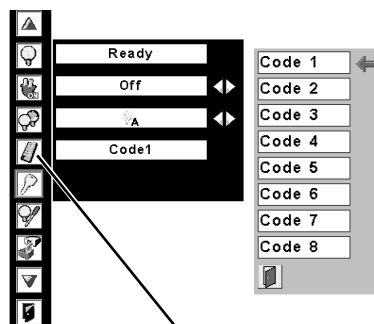 Ready
Off
A
Code1
Code 1
Code 2
Code 3
Code 4
Code 5
Code 6
Code 7
Code 8
ON